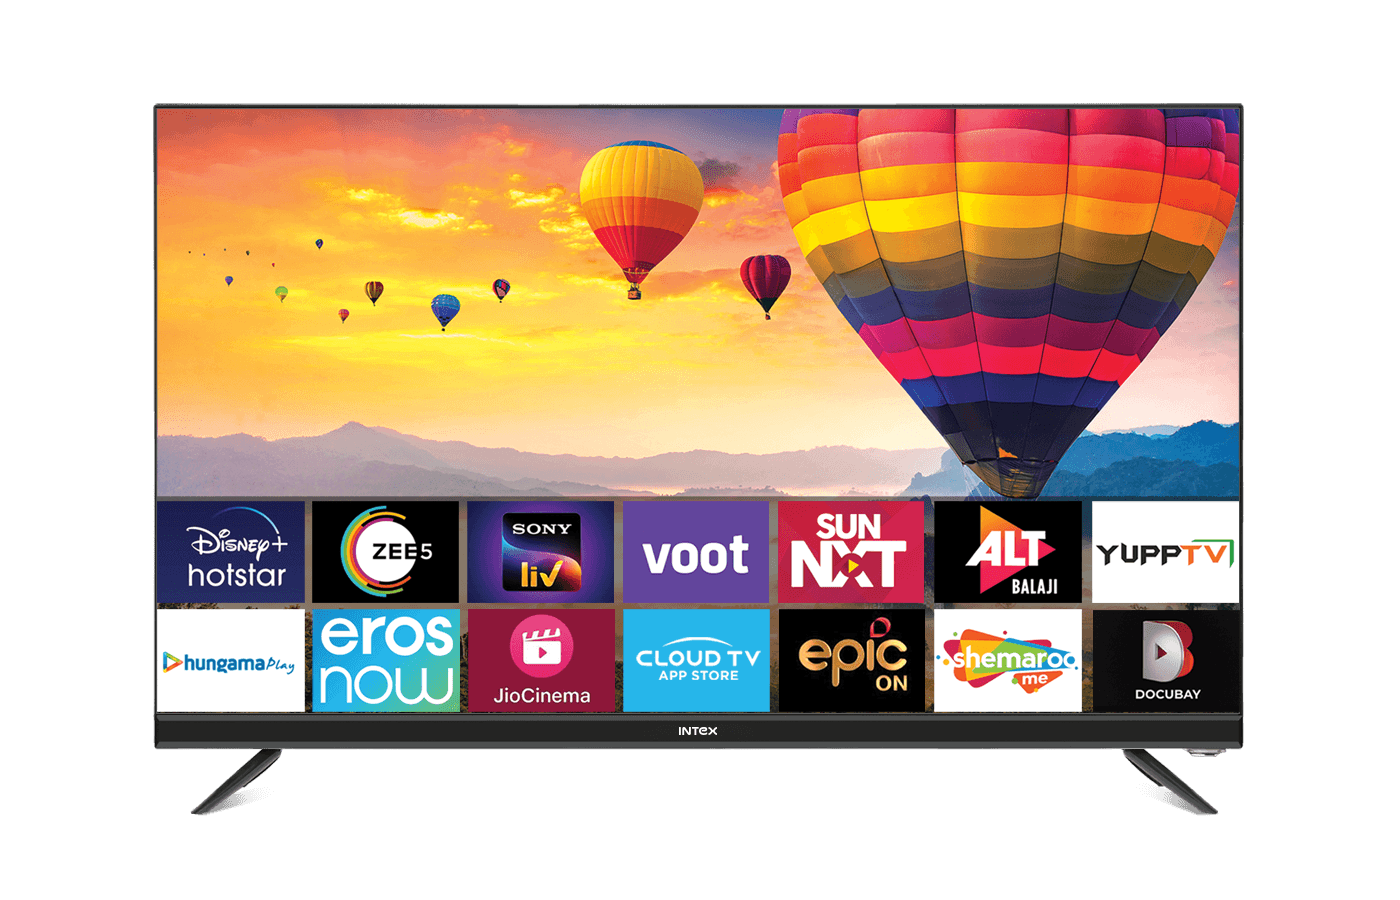 Disney+
hotstar
ZEE5
SONY
liv
voot
SUN
NXT
ALT
BALAJI
YUPPTV
hungama Play
eros
now
JioCinema
CLOUD TV
APP STORE
epic
ON
shemaroo
me
DOCUBAY
INTEX